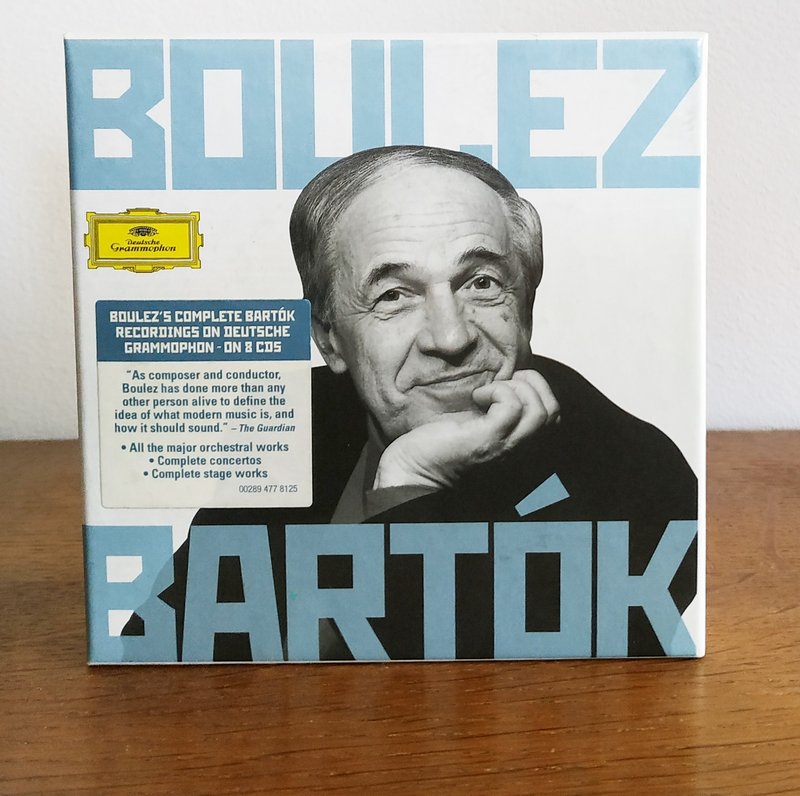 BOULEZ
Deutsche
Grammophon
BOULEZ'S COMPLETE BARTÓK
RECORDINGS ON DEUTSCHE
GRAMMOPHON - ON 8 CDS
"As composer and conductor,
Boulez has done more than any
other person alive to define the
idea of what modern music is, and
how it should sound." – The Guardian
• All the major orchestral works
• Complete concertos
• Complete stage works
00289 477 8125
BARTÓK